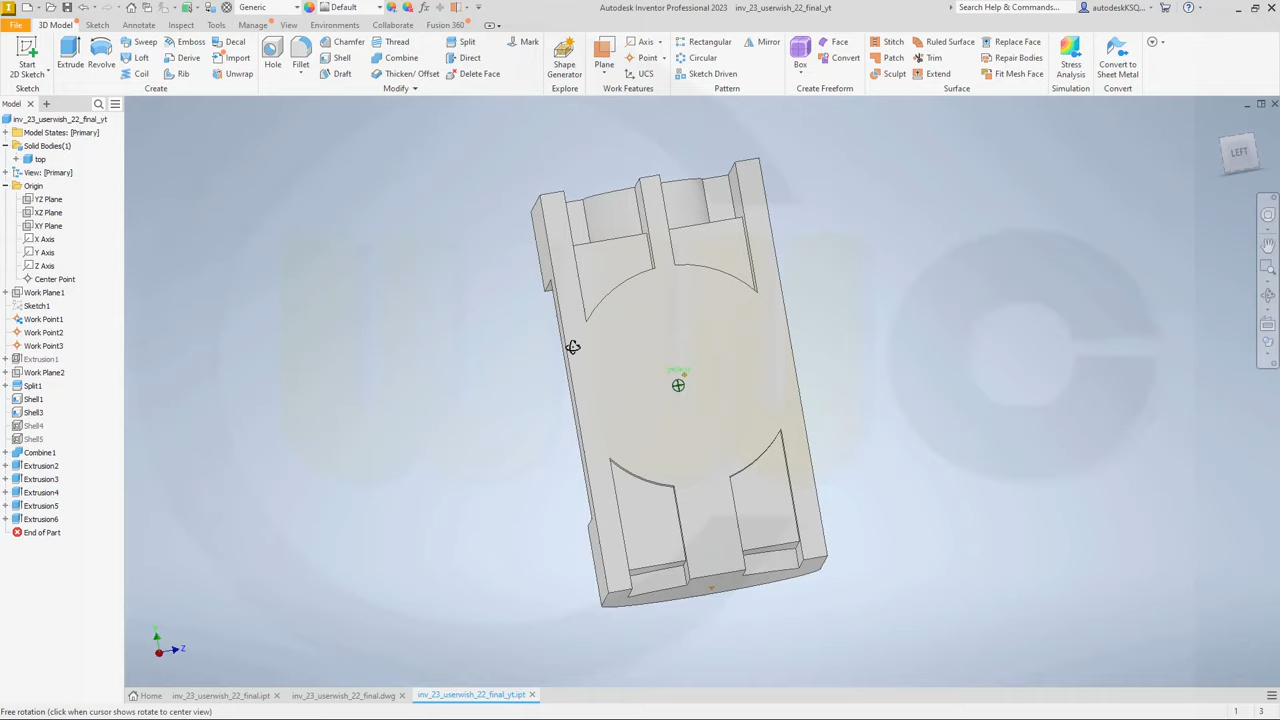 Generic
Default
Autodesk Inventor Professional 2023 inv_23_userwish_22_final_yt
Search Help & Commands...
autodeskKSQ...
File 3D Model Sketch Annotate Inspect Tools Manage View Environments Collaborate Fusion 360
Start
2D Sketch
Sketch
Extrude
Revolve
Sweep
Loft
Coil
Emboss
Derive
Rib
Decal
Import
Unwrap
Create
Hole
Fillet
Chamfer
Shell
Draft
Thread
Combine
Thicken/ Offset
Split
Direct
Delete Face
Mark
Modify
Shape
Generator
Explore
Plane
Axis
Point
UCS
Work Features
Rectangular
Circular
Sketch Driven
Mirror
Pattern
Box
Face
Convert
Create Freeform
Stitch
Patch
Sculpt
Ruled Surface
Trim
Extend
Replace Face
Repair Bodies
Fit Mesh Face
Surface
Stress
Analysis
Simulation
Convert to
Sheet Metal
Convert
Model
inv_23_userwish_22_final_yt
Model States: [Primary]
Solid Bodies(1)
top
View: [Primary]
Origin
YZ Plane
XZ Plane
XY Plane
X Axis
Y Axis
Z Axis
Center Point
Work Plane1
Sketch1
Work Point1
Work Point2
Work Point3
Extrusion1
Work Plane2
Split1
Shell1
Shell3
Shell4
Shell5
Combine1
Extrusion2
Extrusion3
Extrusion4
Extrusion5
Extrusion6
End of Part
LEFT
Z
Home inv_23_userwish_22_final.ipt inv_23_userwish_22_final.dwg inv_23_userwish_22_final_yt.ipt
Free rotation (click when cursor shows rotate to center view)
1 3